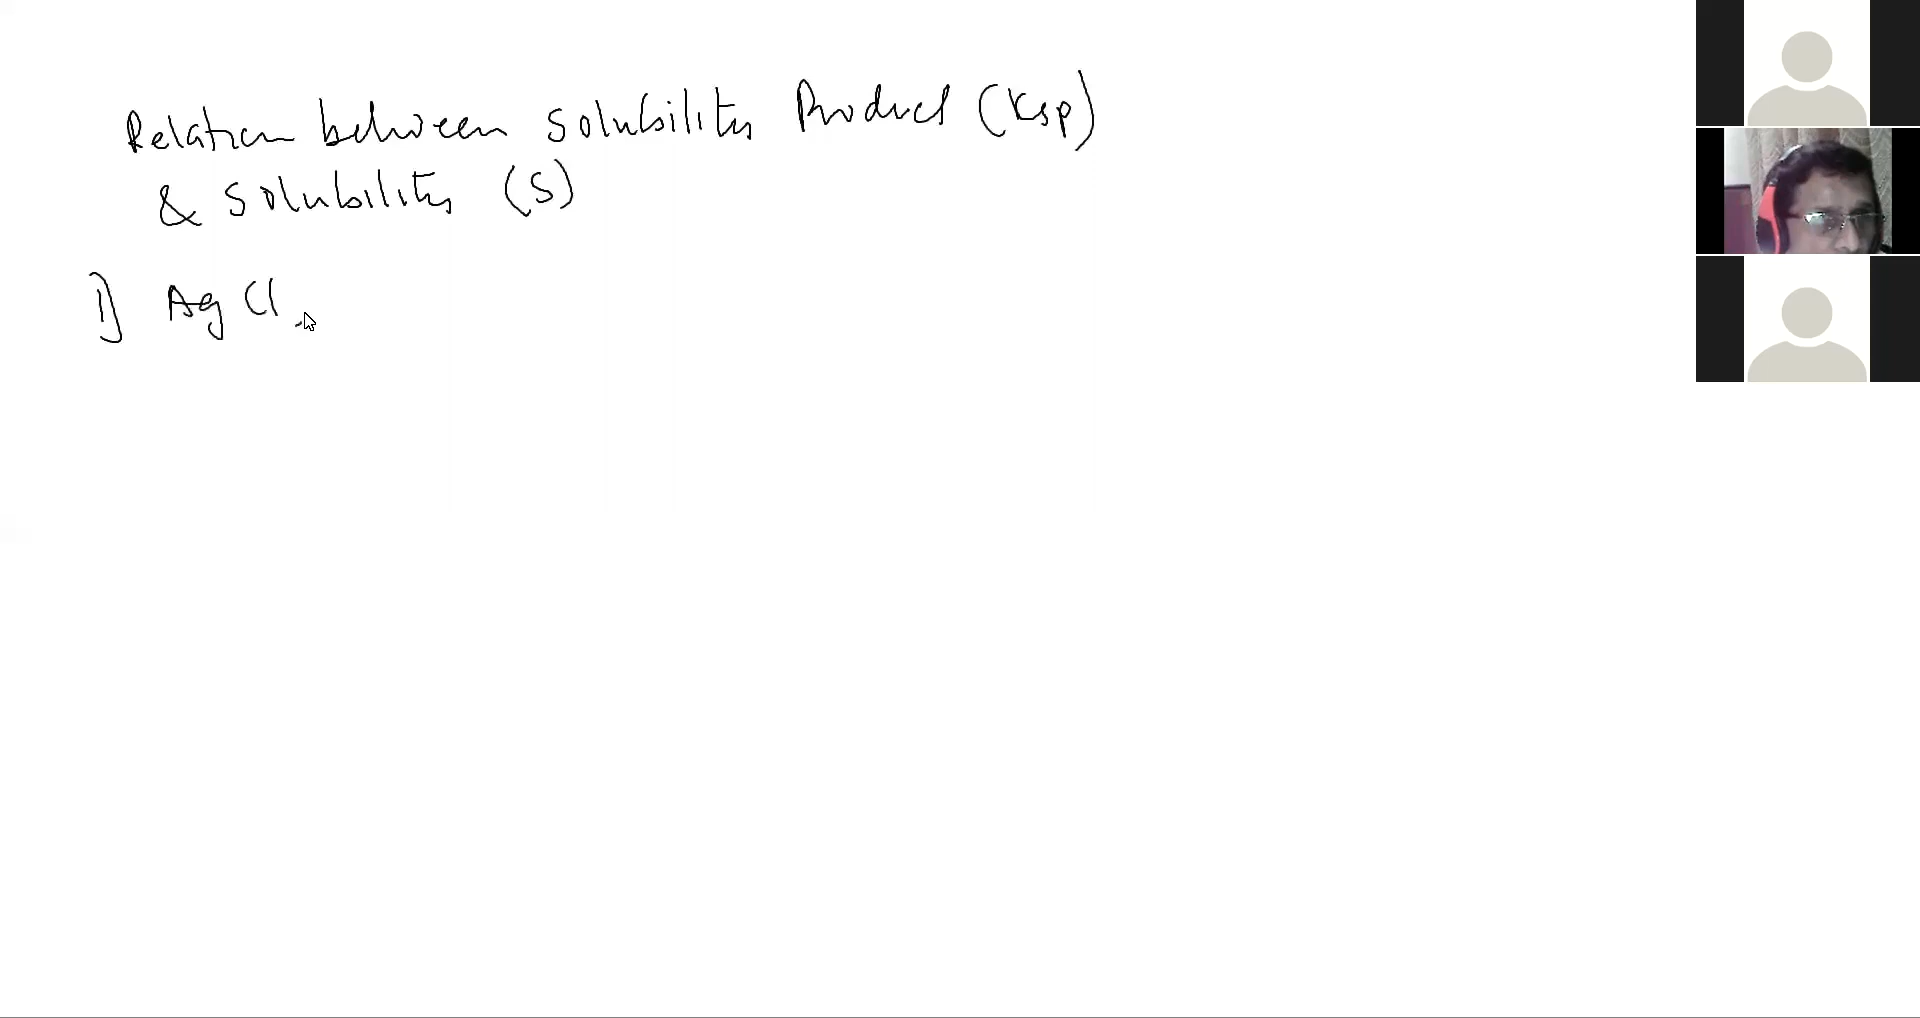 Relation between solubility Product (Ksp)
& solubility (S)
1) AgCl